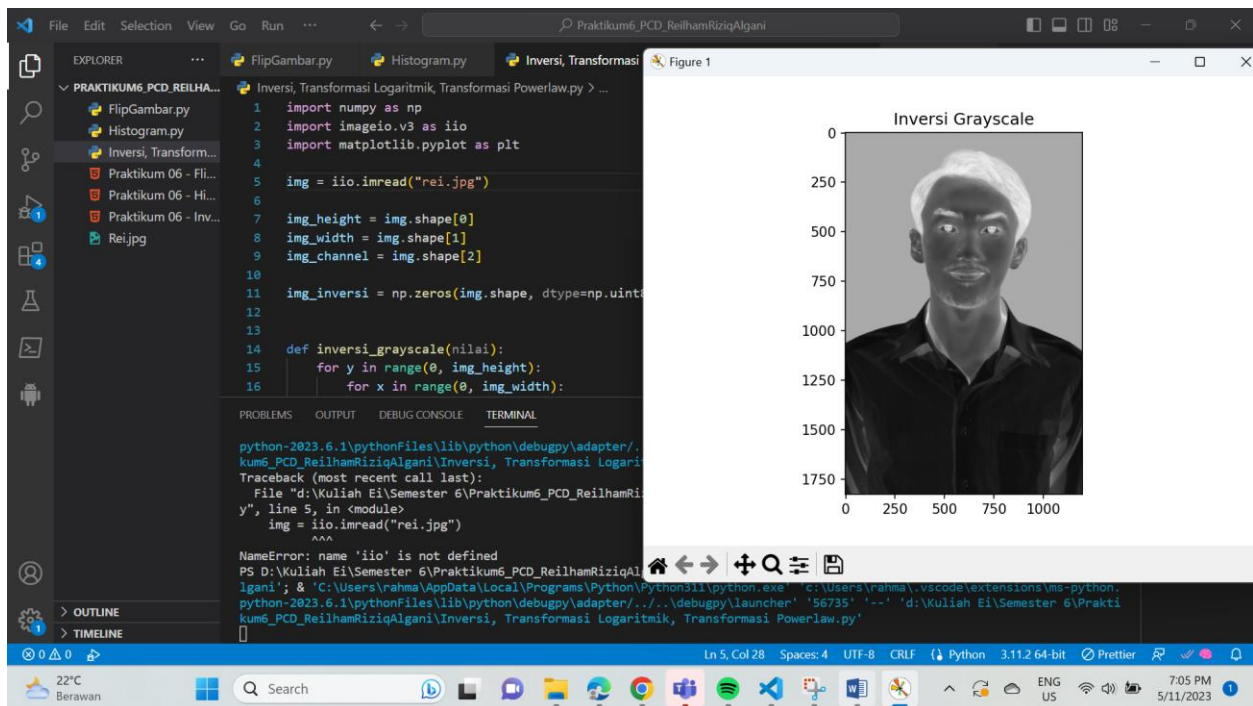 File Edit Selection View Go Run ··· Praktikum6_PCD_ReilhamRiziqAlgani
EXPLORER ···
PRAKTIKUM6_PCD_REILHA...
FlipGambar.py
Histogram.py
Inversi, Transform...
Praktikum 06 - Fli...
Praktikum 06 - Hi...
Praktikum 06 - Inv...
Rei.jpg
OUTLINE
TIMELINE
FlipGambar.py Histogram.py Inversi, Transformasi
Inversi, Transformasi Logaritmik, Transformasi Powerlaw.py > ...
1 import numpy as np
2 import imageio.v3 as iio
3 import matplotlib.pyplot as plt
4
5 img = iio.imread("rei.jpg")
6
7 img_height = img.shape[0]
8 img_width = img.shape[1]
9 img_channel = img.shape[2]
10
11 img_inversi = np.zeros(img.shape, dtype=np.uint8
12
13
14 def inversi_grayscale(nilai):
15 for y in range(0, img_height):
16 for x in range(0, img_width):
PROBLEMS OUTPUT DEBUG CONSOLE TERMINAL
python-2023.6.1\pythonFiles\lib\python\debugpy\adapter/.
kum6_PCD_ReilhamRiziqAlgani\Inversi, Transformasi Logari
Traceback (most recent call last):
File "d:\Kuliah Ei\Semester 6\Praktikum6_PCD_ReilhamRi
y", line 5, in <module>
img = iio.imread("rei.jpg")
^^^
NameError: name 'iio' is not defined
PS D:\Kuliah Ei\Semester 6\Praktikum6_PCD_ReilhamRiziqAl
lgani'; & 'C:\Users\rahma\AppData\Local\Programs\Python\Python311\python.exe' 'c:\Users\rahma\.vscode\extensions\ms-python.
python-2023.6.1\pythonFiles\lib\python\debugpy\adapter/../..\debugpy\launcher' '56735' '--' 'd:\Kuliah Ei\Semester 6\Prakti
kum6_PCD_ReilhamRiziqAlgani\Inversi, Transformasi Logaritmik, Transformasi Powerlaw.py'
Figure 1
Inversi Grayscale
0
250
500
750
1000
1250
1500
1750
0 250 500 750 1000
0 0 Ln 5, Col 28 Spaces: 4 UTF-8 CRLF Python 3.11.2 64-bit Prettier
22°C
Berawan
Search
ENG
US
7:05 PM
5/11/2023
1